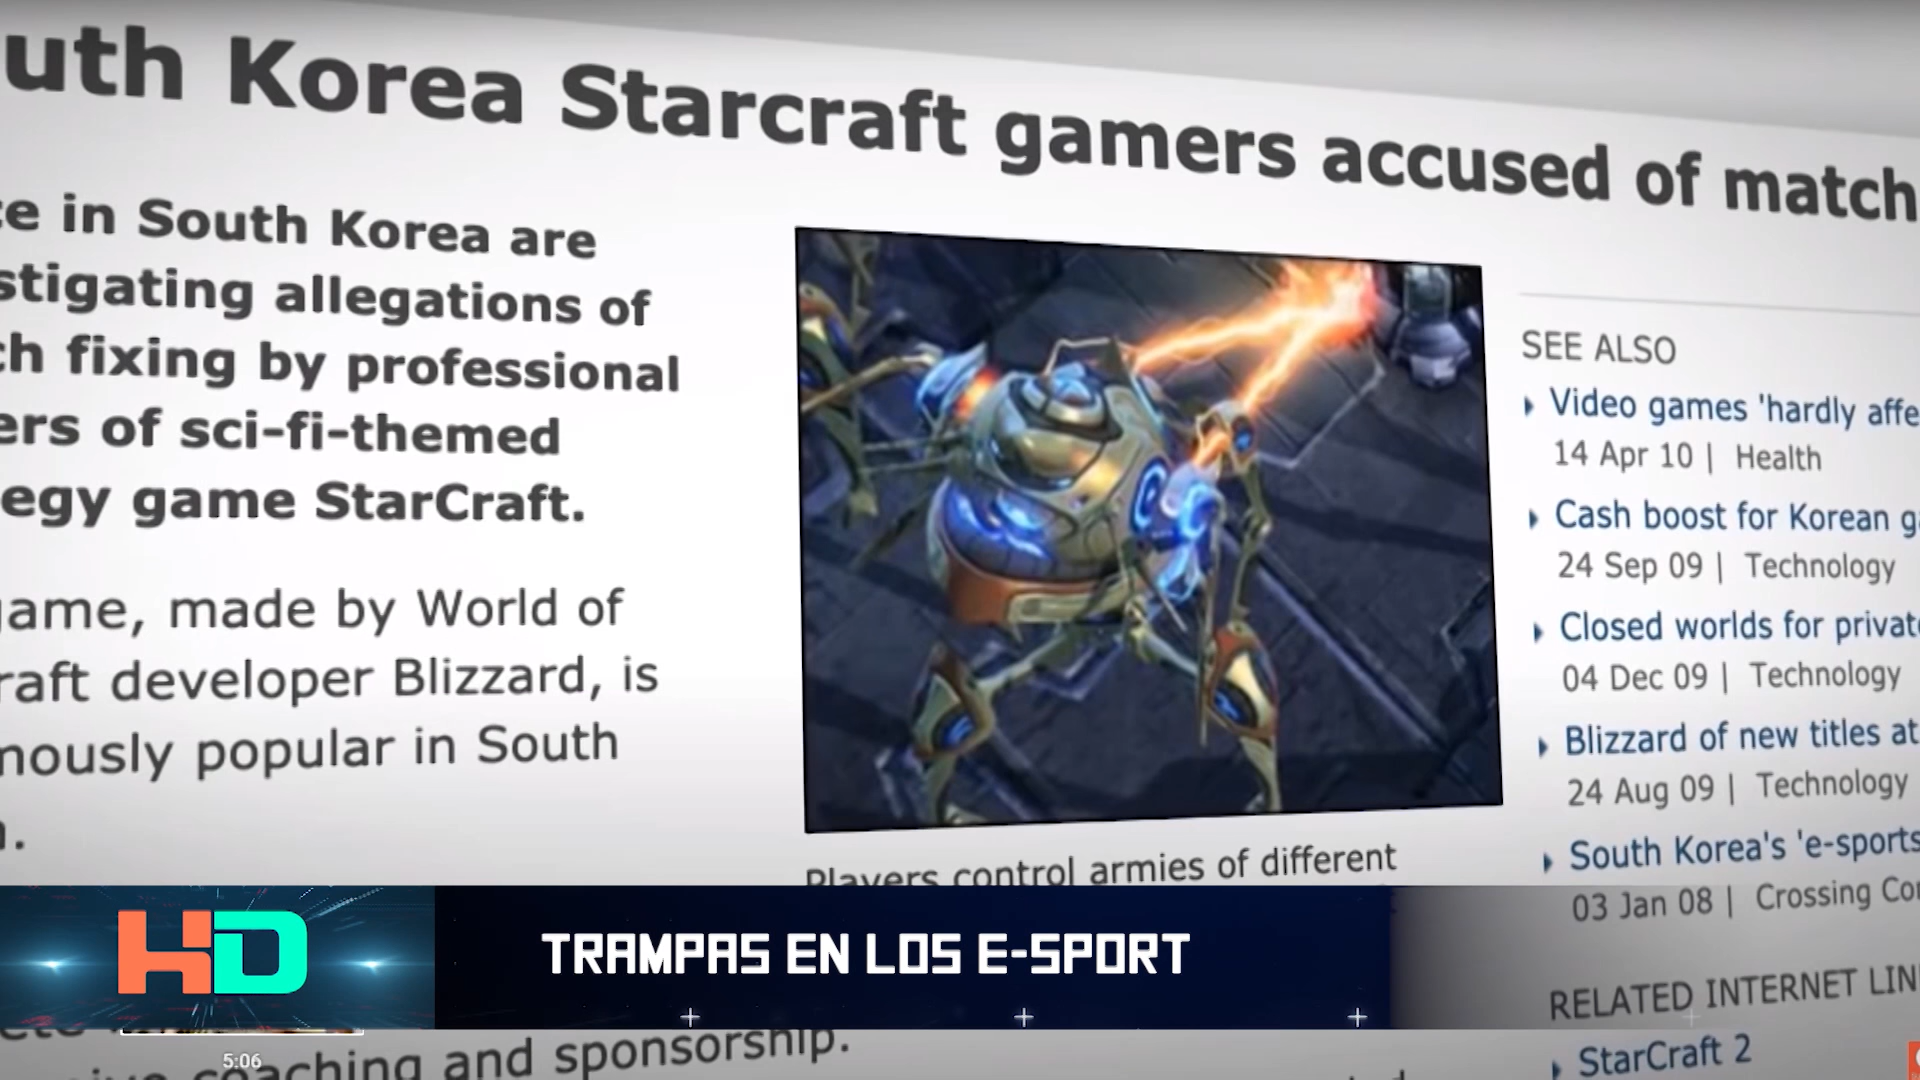 uth Korea Starcraft gamers accused of match
e in South Korea are
stigating allegations of
ch fixing by professional
ers of sci-fi-themed
egy game StarCraft.
game, made by World of
raft developer Blizzard, is
mously popular in South
Players control armies of different
SEE ALSO
Video games 'hardly affe
14 Apr 10 | Health
Cash boost for Korean g
24 Sep 09 | Technology
Closed worlds for private
04 Dec 09 | Technology
Blizzard of new titles at
24 Aug 09 | Technology
South Korea's 'e-sports
03 Jan 08 | Crossing Con
RELATED INTERNET LIN
StarCraft 2
HD
TRAMPAS EN LOS E-SPORT
coaching and sponsorship.
5:06